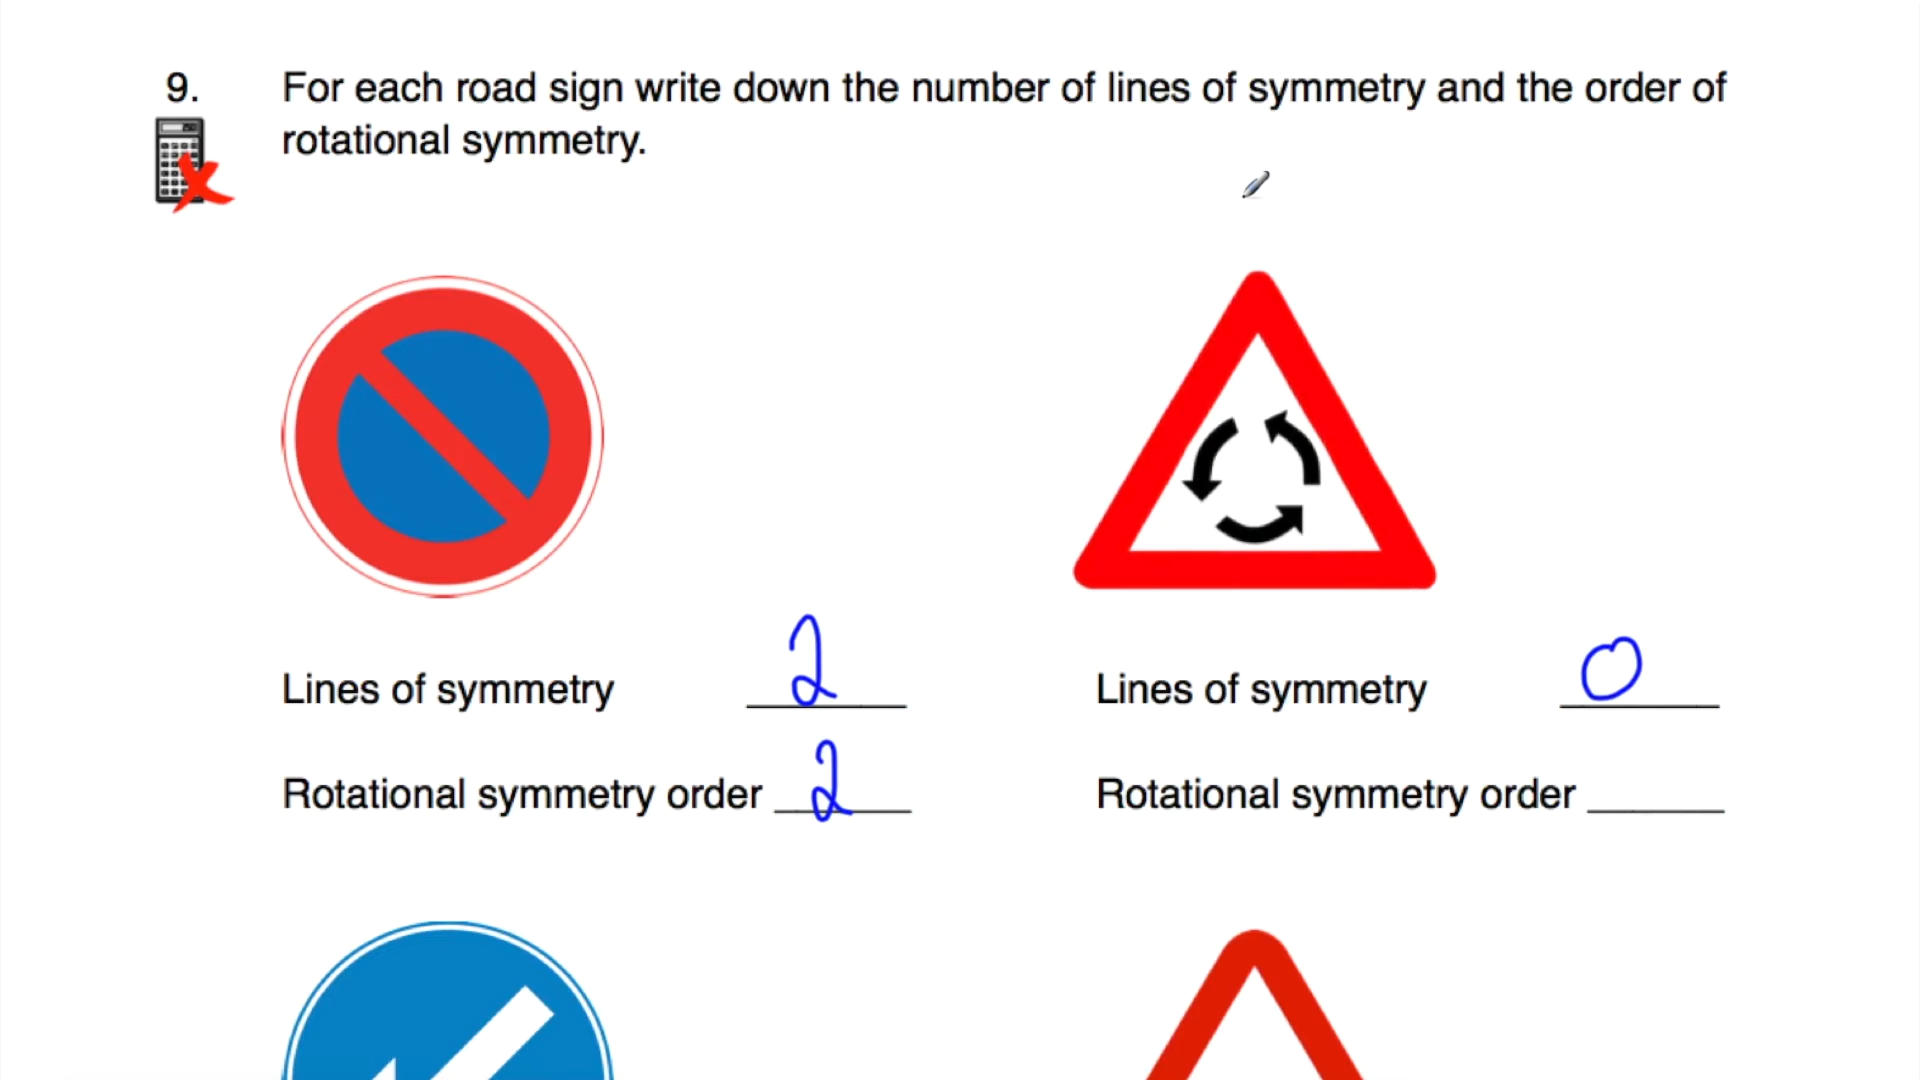 9. For each road sign write down the number of lines of symmetry and the order of
rotational symmetry.
Lines of symmetry 2
Lines of symmetry 0
Rotational symmetry order 2
Rotational symmetry order